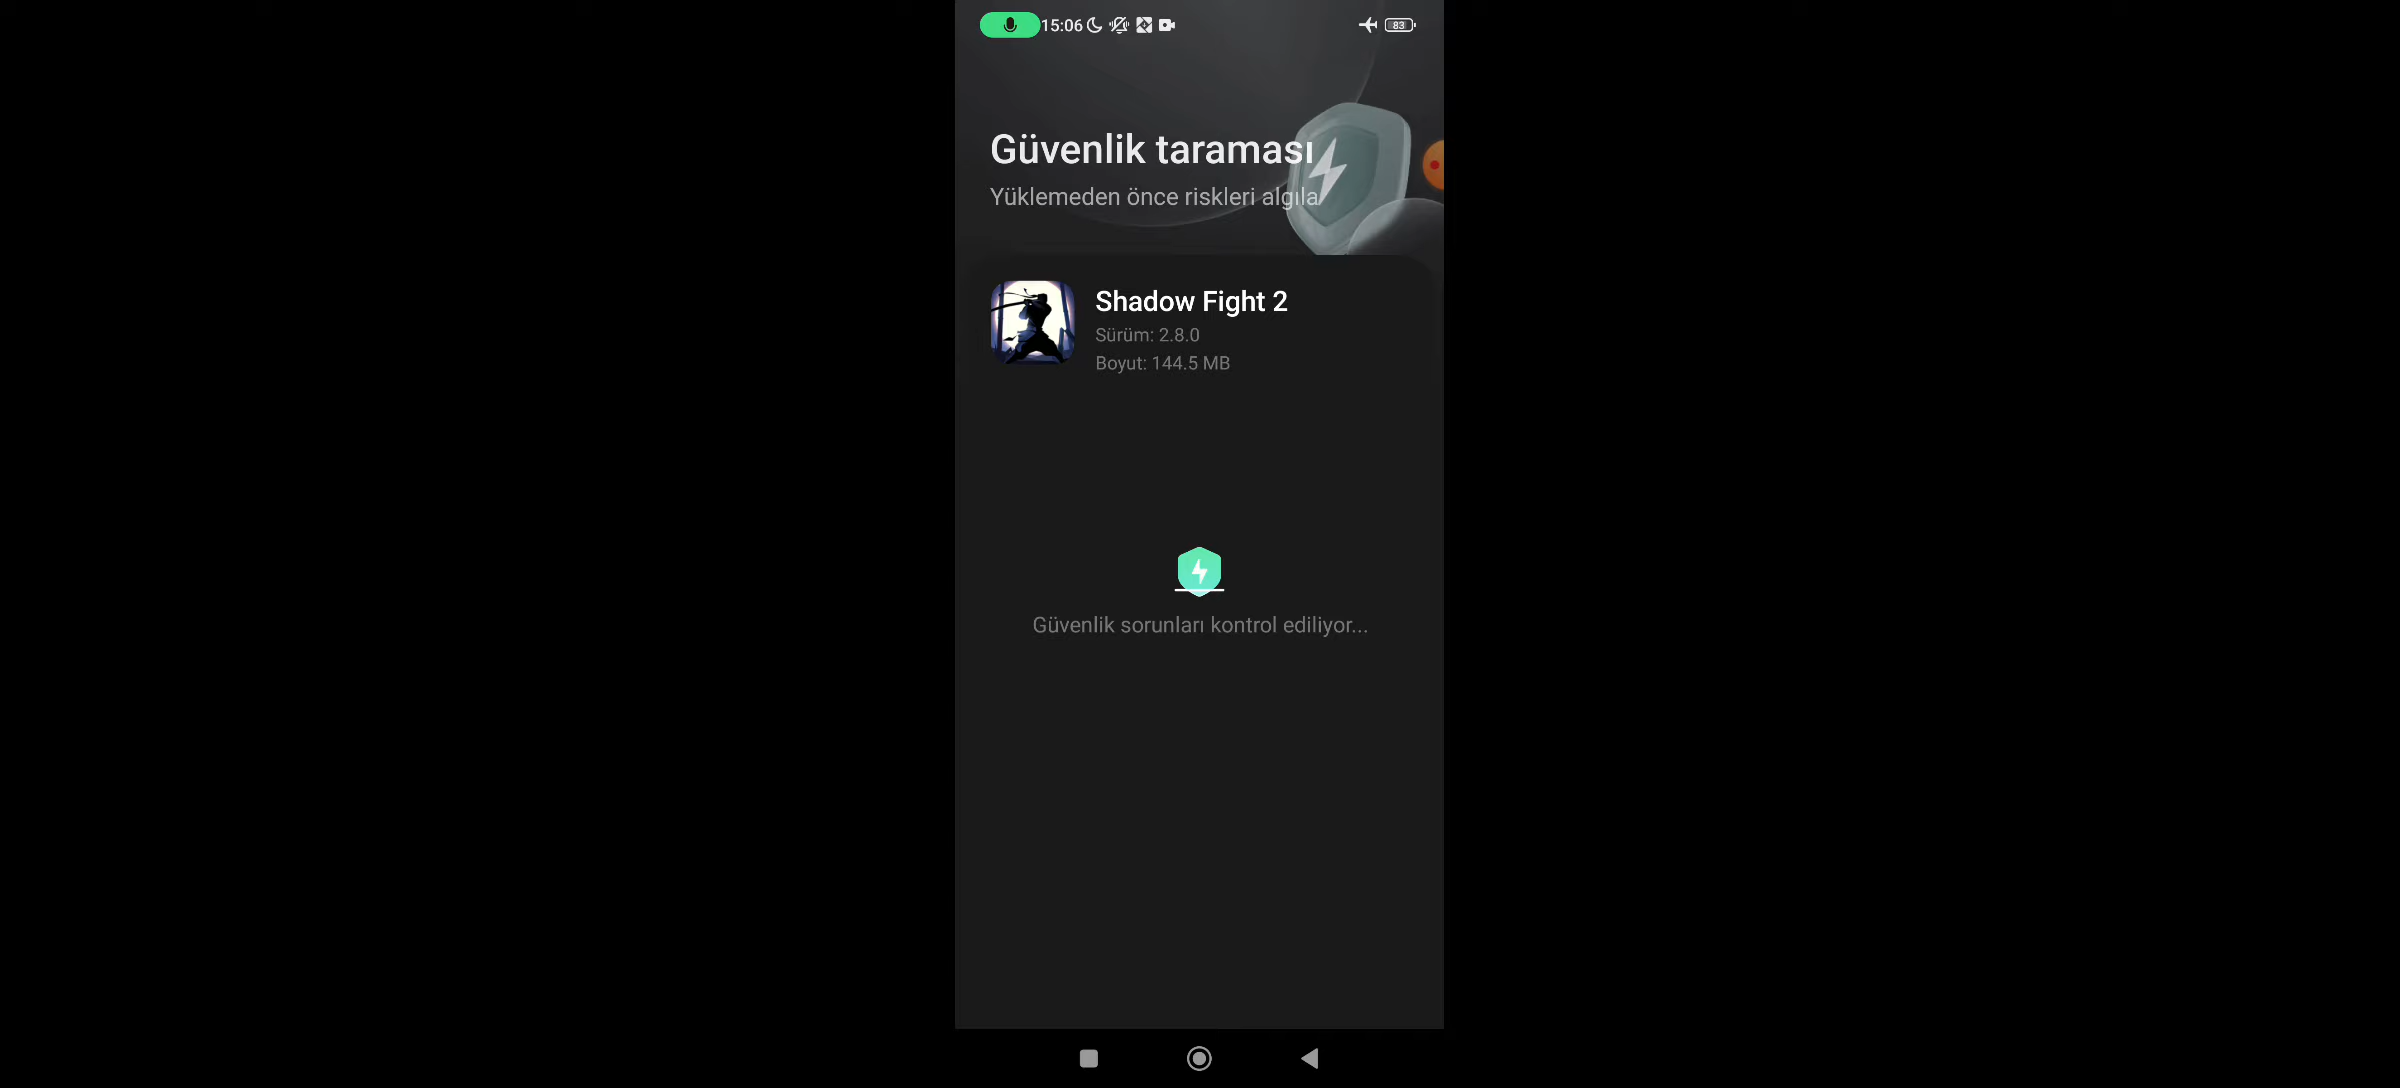 15:06
83
Güvenlik taraması
Yüklemeden önce riskleri algıla
Shadow Fight 2
Sürüm: 2.8.0
Boyut: 144.5 MB
Güvenlik sorunları kontrol ediliyor...